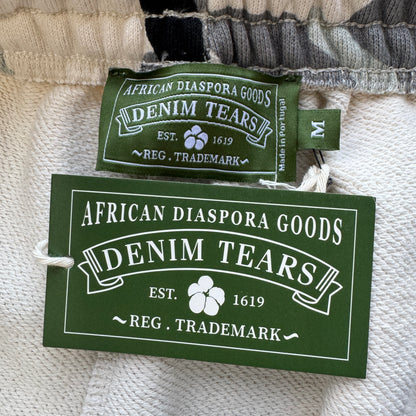 AFRICAN DIASPORA GOODS
DENIM TEARS
EST. 1619
REG. TRADEMARK
Made in Portugal
M
AFRICAN DIASPORA GOODS
DENIM TEARS
EST. 1619
~REG. TRADEMARK~